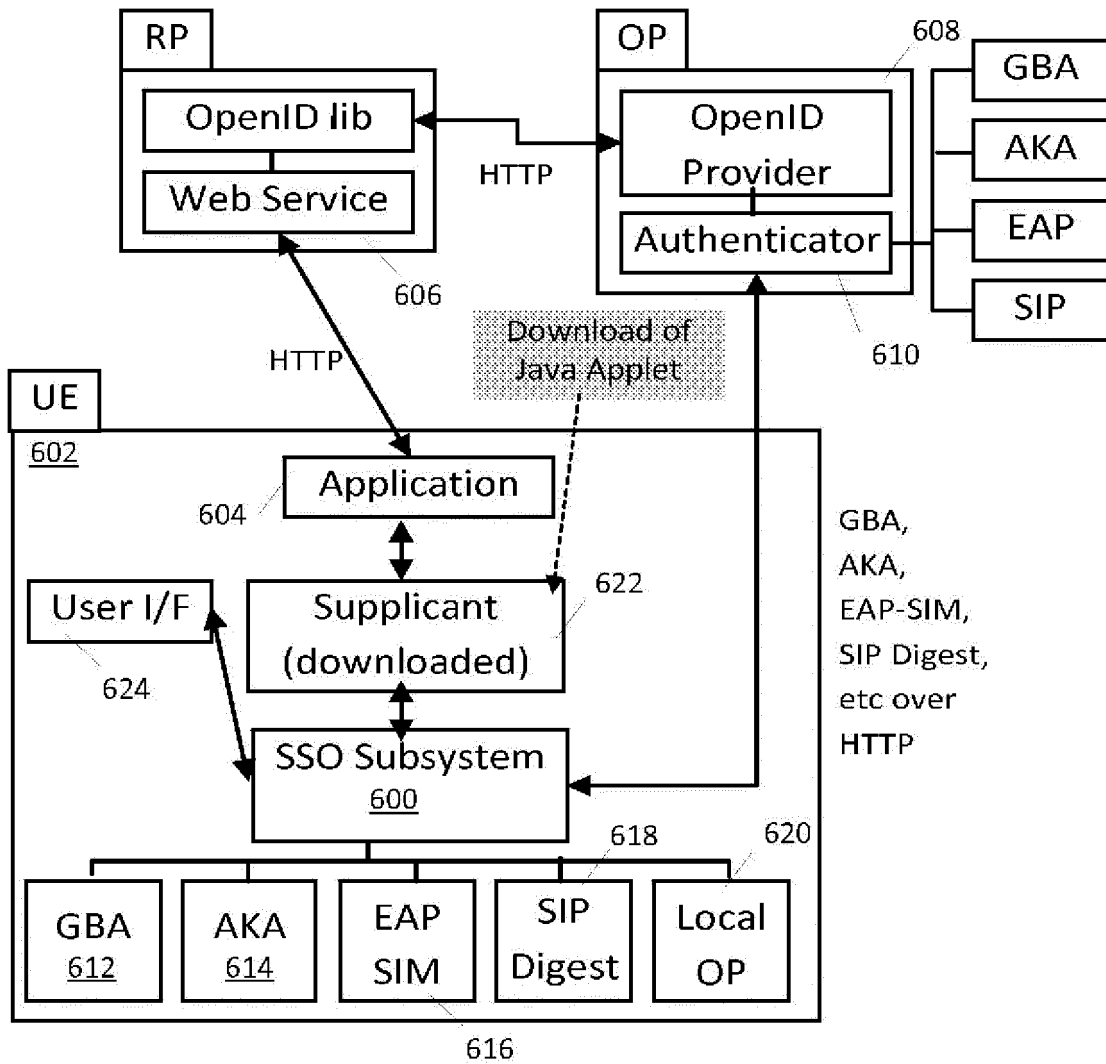 RP
OpenID lib
Web Service
606
HTTP
OP
608
OpenID
Provider
Authenticator
610
GBA
AKA
EAP
SIP
HTTP
Download of
Java Applet
UE
602
Application
604
Supplicant
(downloaded)
622
User I/F
624
SSO Subsystem
600
GBA,
AKA,
EAP-SIM,
SIP Digest,
etc over
HTTP
GBA
612
AKA
614
EAP
SIM
616
SIP
Digest
618
Local
OP
620